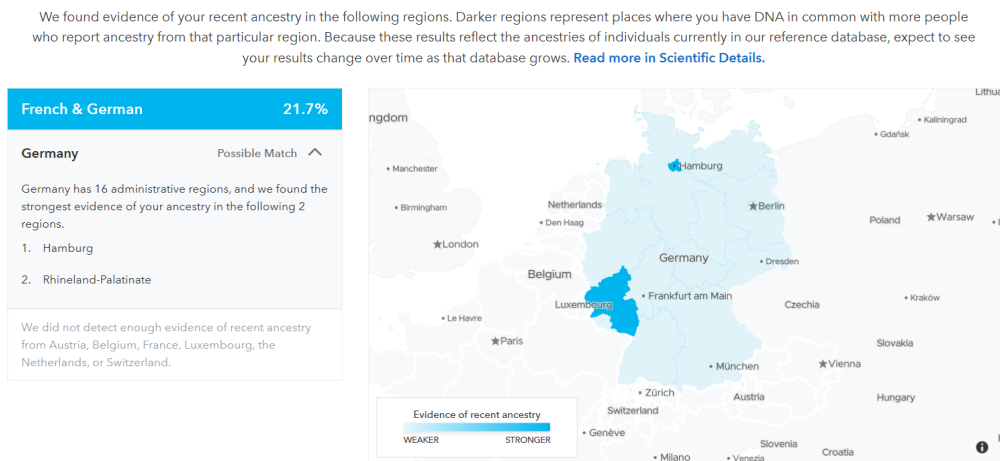 We found evidence of your recent ancestry in the following regions. Darker regions represent places where you have DNA in common with more people
who report ancestry from that particular region. Because these results reflect the ancestries of individuals currently in our reference database, expect to see
your results change over time as that database grows. Read more in Scientific Details.
French & German 21.7%
Germany Possible Match
Germany has 16 administrative regions, and we found the
strongest evidence of your ancestry in the following 2
regions.
1. Hamburg
2. Rhineland-Palatinate
We did not detect enough evidence of recent ancestry
from Austria, Belgium, France, Luxembourg, the
Netherlands, or Switzerland.
Lithua
ngdom
Kaliningrad
Gdańsk
Hamburg
Manchester
Netherlands
Birmingham
Berlin
Den Haag
Poland
Warsaw
London
Germany
Dresden
Belgium
Frankfurt am Main
Kraków
Luxembourg
Czechia
Le Havre
Paris
Slovakia
München
Vienna
Zürich
Austria
Hungary
Switzerland
Genève
Slovenia
Croatia
Milano
Venezia
Evidence of recent ancestry
WEAKER STRONGER